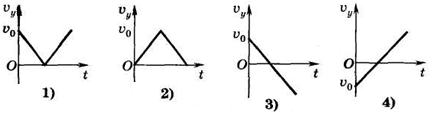 v_y v_y v_y v_y
v_0 v_0 v_0
O t O t O t O t
v_0
1) 2) 3) 4)